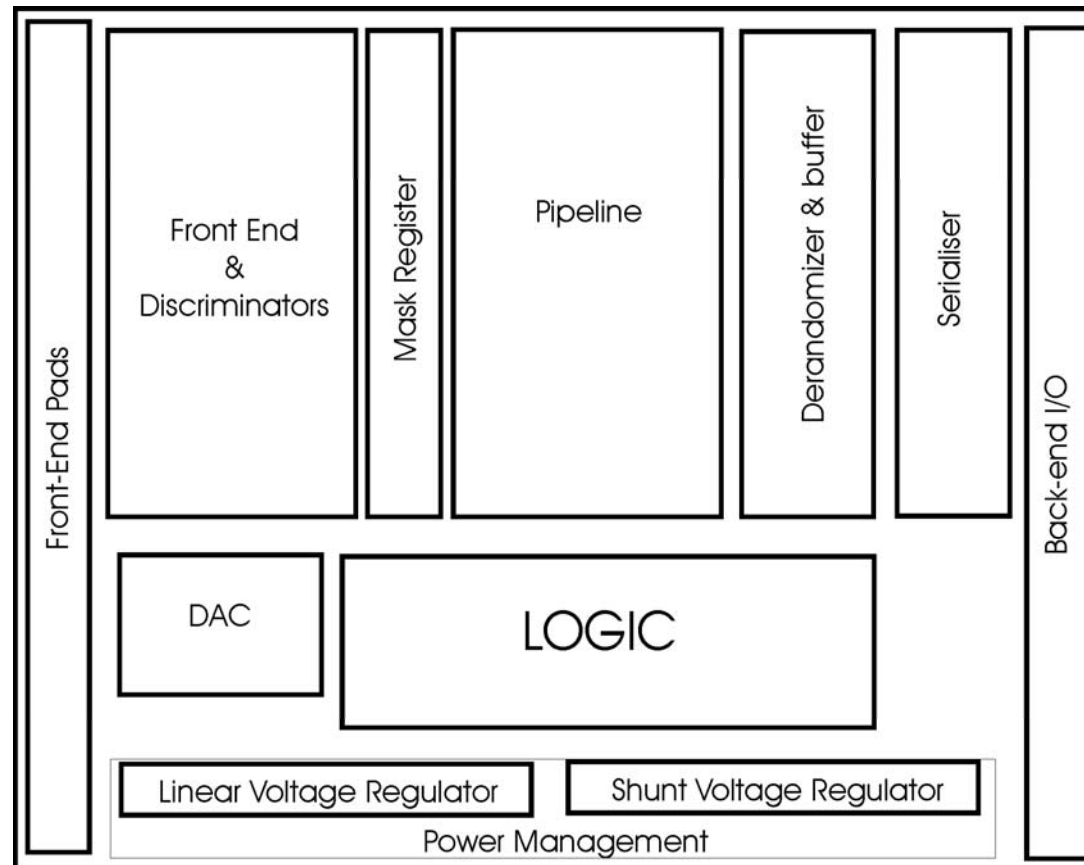 Front-End Pads
Front End
&
Discriminators
Mask Register
Pipeline
Derandomizer & buffer
Serialiser
Back-end I/O
DAC
LOGIC
Linear Voltage Regulator
Shunt Voltage Regulator
Power Management